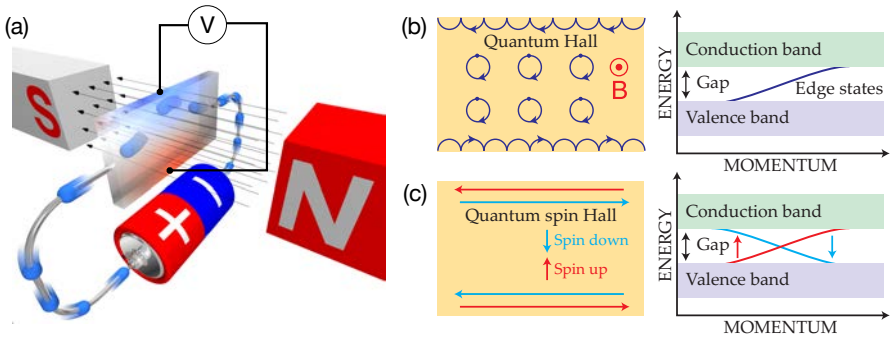 (a)
V
S
N
+
−
(b)
Quantum Hall
B
ENERGY
Conduction band
Gap
Edge states
Valence band
MOMENTUM
(c)
Quantum spin Hall
Spin down
Spin up
ENERGY
Conduction band
Gap
Valence band
MOMENTUM